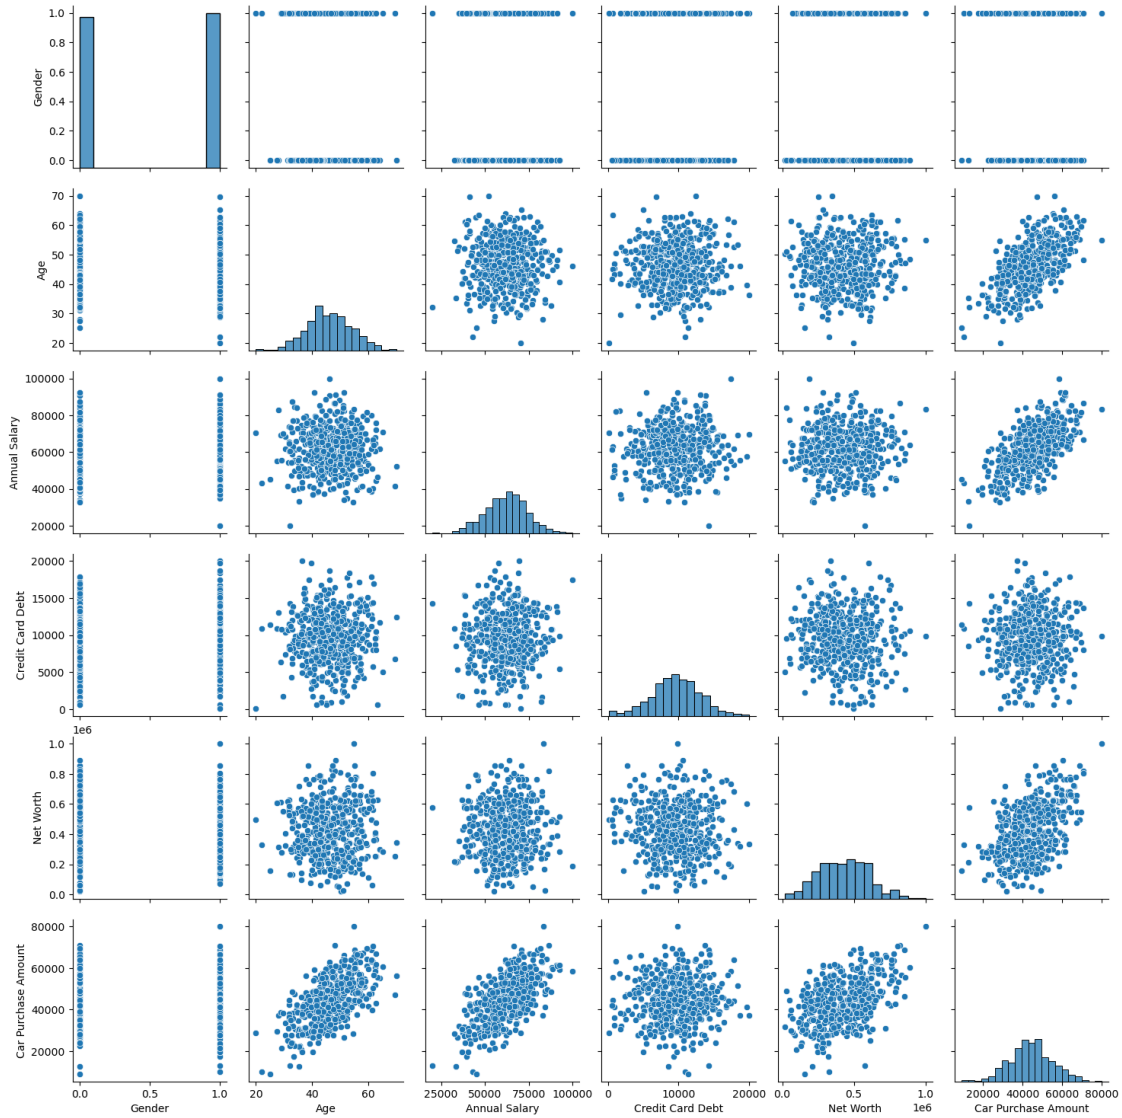 1.0
0.8
0.6
0.4
0.2
0.0
Gender
70
60
50
40
30
20
Age
100000
80000
60000
40000
20000
Annual Salary
20000
15000
10000
5000
0
Credit Card Debt
1e6
1.0
0.8
0.6
0.4
0.2
0.0
Net Worth
80000
60000
40000
20000
Car Purchase Amount
0.0 0.5 1.0
Gender
20 40 60
Age
25000 50000 75000 100000
Annual Salary
0 10000 20000
Credit Card Debt
0.0 0.5 1.0
1e6
Net Worth
20000 40000 60000 80000
Car Purchase Amount